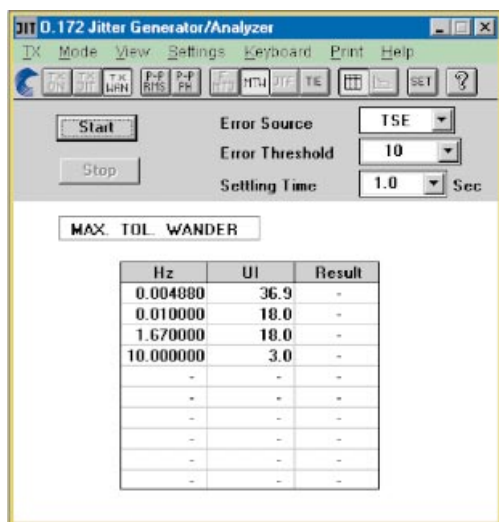 JIT O.172 Jitter Generator/Analyzer
TX Mode View Settings Keyboard Print Help
TX ON TX JIT TX WAN P-P RMS P-P PH MTW JTF TIE SET ?
Start
Stop
Error Source TSE
Error Threshold 10
Settling Time 1.0 Sec
MAX. TOL. WANDER
Hz UI Result
0.004880 36.9 -
0.010000 18.0 -
1.670000 18.0 -
10.000000 3.0 -
- - -
- - -
- - -
- - -
- - -
- - -